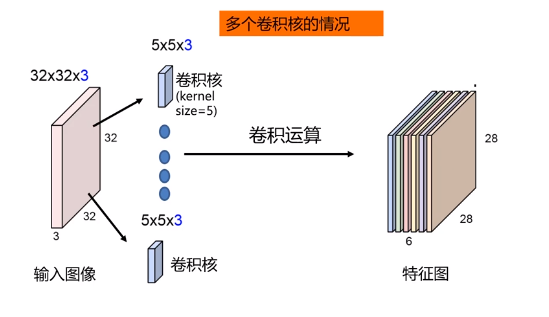 多个卷积核的情况
5x5x3
32x32x3
卷积核
(kernel
size=5)
32
卷积运算
28
32
3
5x5x3
28
6
卷积核
输入图像
特征图